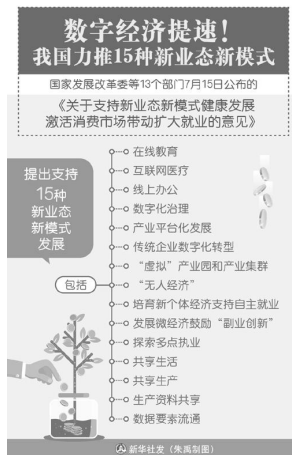 数字经济提速！
我国力推15种新业态新模式
国家发展改革委等13个部门7月15日公布的
《关于支持新业态新模式健康发展
激活消费市场带动扩大就业的意见》
提出支持
15种
新业态
新模式
发展
包括
在线教育
互联网医疗
线上办公
数字化治理
产业平台化发展
传统企业数字化转型
“虚拟”产业园和产业集群
“无人经济”
培育新个体经济支持自主就业
发展微经济鼓励“副业创新”
探索多点执业
共享生活
共享生产
生产资料共享
数据要素流通
新华社发（朱禹制图）